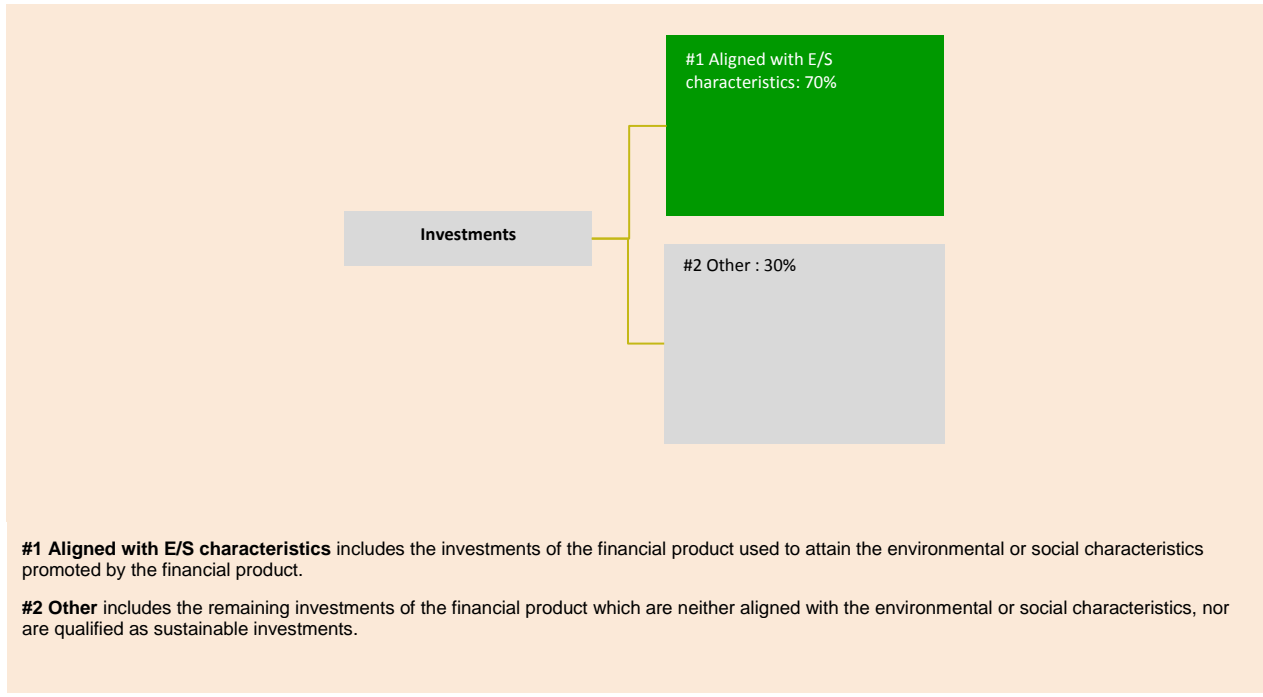 #1 Aligned with E/S
characteristics: 70%
Investments
#2 Other : 30%
#1 Aligned with E/S characteristics includes the investments of the financial product used to attain the environmental or social characteristics
promoted by the financial product.
#2 Other includes the remaining investments of the financial product which are neither aligned with the environmental or social characteristics, nor
are qualified as sustainable investments.